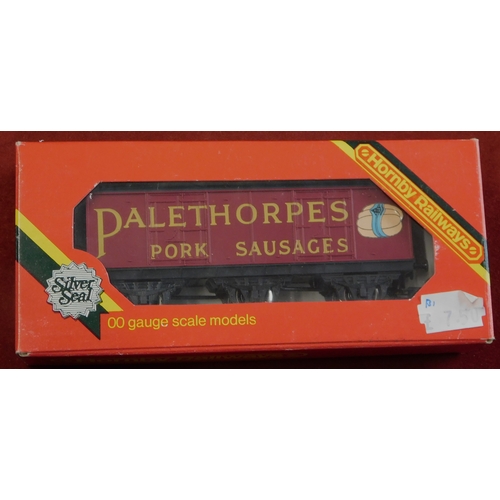 Hornby Railways
PALETHORPES
PORK SAUSAGES
Silver
Seal
00 gauge scale models